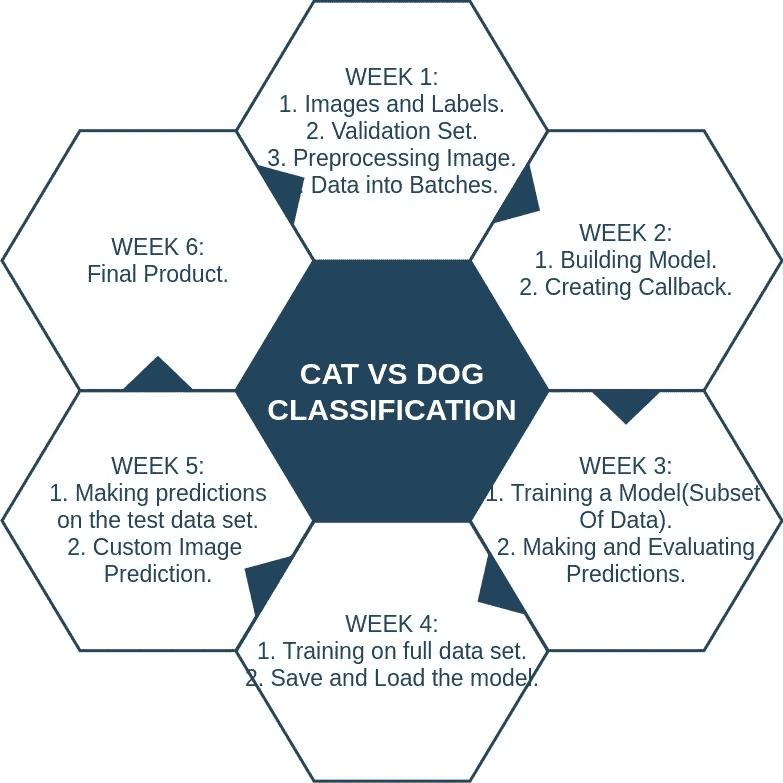 WEEK 1:
1. Images and Labels.
2. Validation Set.
3. Preprocessing Image.
. Data into Batches.
WEEK 2:
1. Building Model.
2. Creating Callback.
WEEK 3:
1. Training a Model(Subset
Of Data).
2. Making and Evaluating
Predictions.
WEEK 4:
1. Training on full data set.
2. Save and Load the model.
WEEK 5:
1. Making predictions
on the test data set.
2. Custom Image
Prediction.
WEEK 6:
Final Product.
CAT VS DOG
CLASSIFICATION